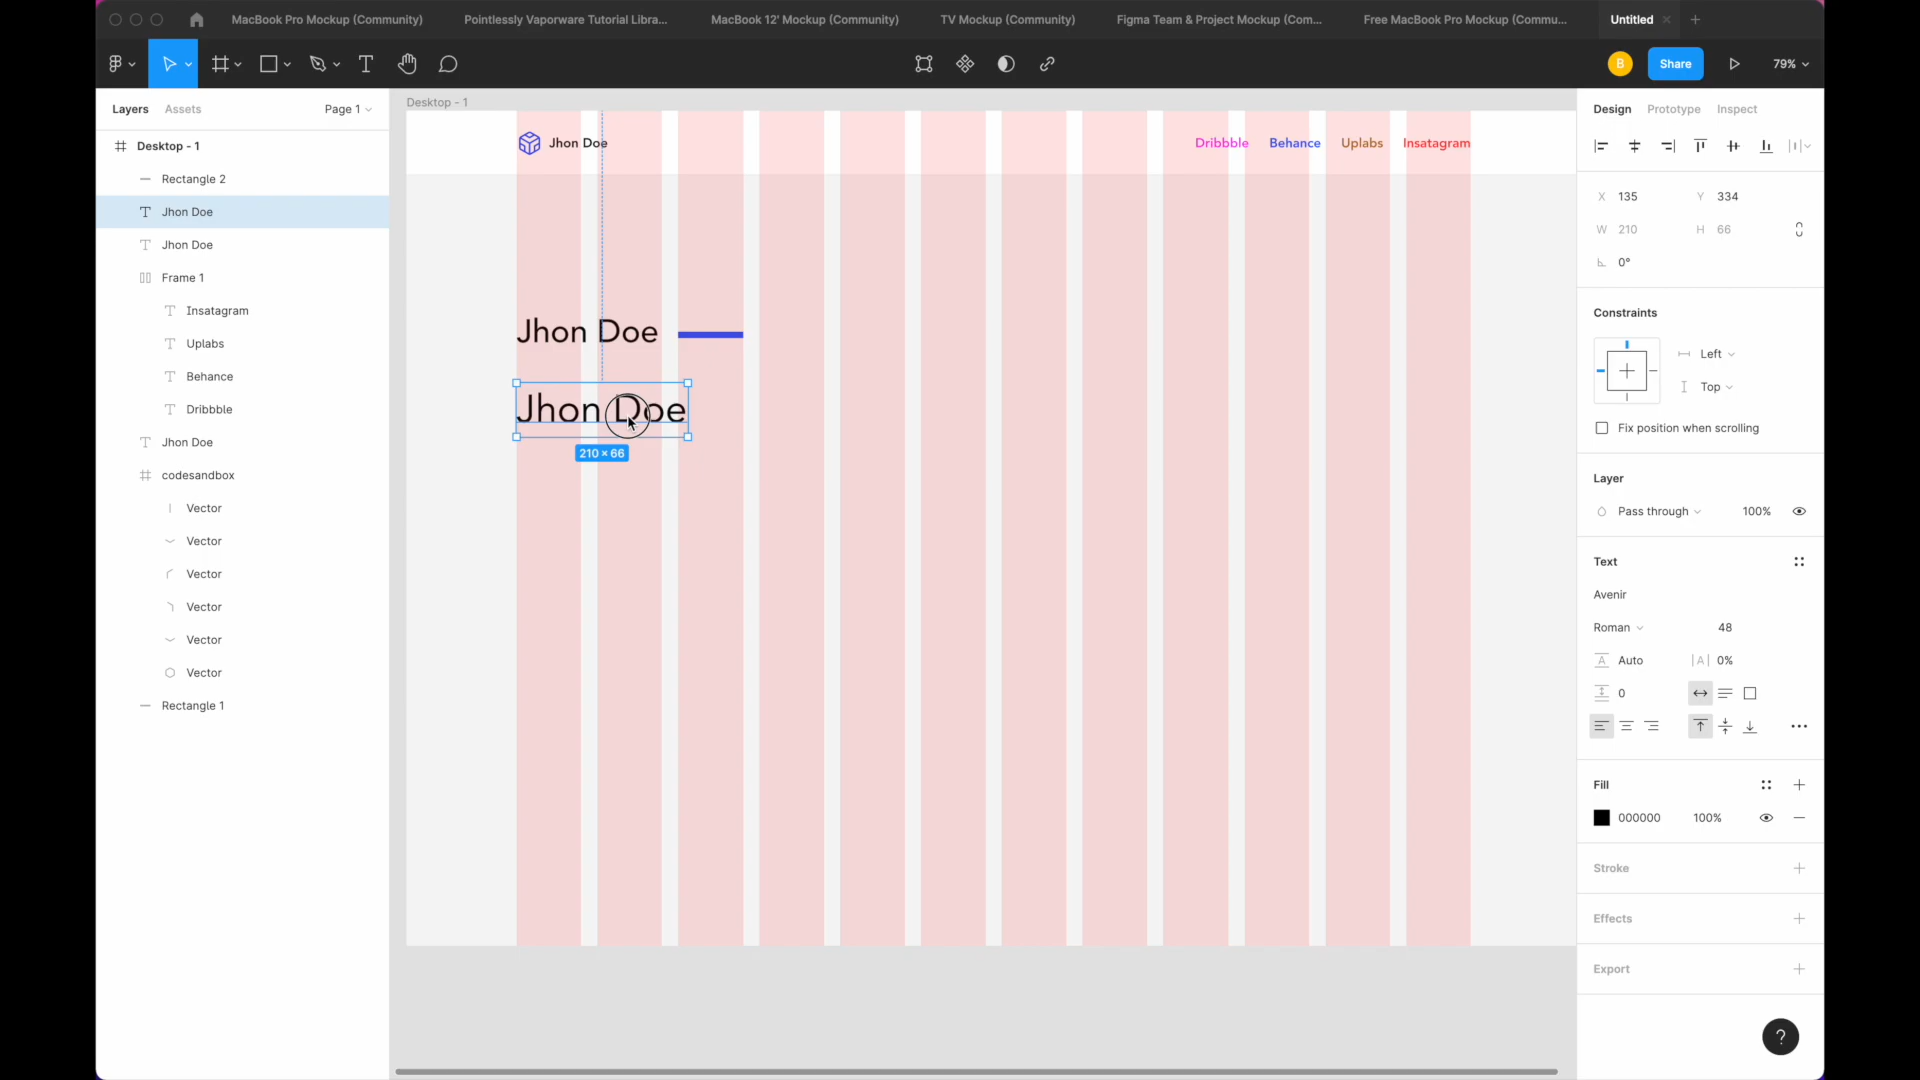 MacBook Pro Mockup (Community)
Pointlessly Vaporware Tutorial Libra...
MacBook 12' Mockup (Community)
TV Mockup (Community)
Figma Team & Project Mockup (Com...
Free MacBook Pro Mockup (Commu...
Untitled
B
Share
79%
Layers
Assets
Page 1
Desktop - 1
Rectangle 2
Jhon Doe
Jhon Doe
Frame 1
Insatagram
Uplabs
Behance
Dribbble
Jhon Doe
codesandbox
Vector
Vector
Vector
Vector
Vector
Vector
Rectangle 1
Desktop - 1
Jhon Doe
Dribbble
Behance
Uplabs
Insatagram
Jhon Doe
Jhon Doe
210 × 66
Design
Prototype
Inspect
X 135
Y 334
W 210
H 66
0°
Constraints
Left
Top
Fix position when scrolling
Layer
Pass through
100%
Text
Avenir
Roman
48
A Auto
|A| 0%
0
Fill
000000
100%
Stroke
Effects
Export
?